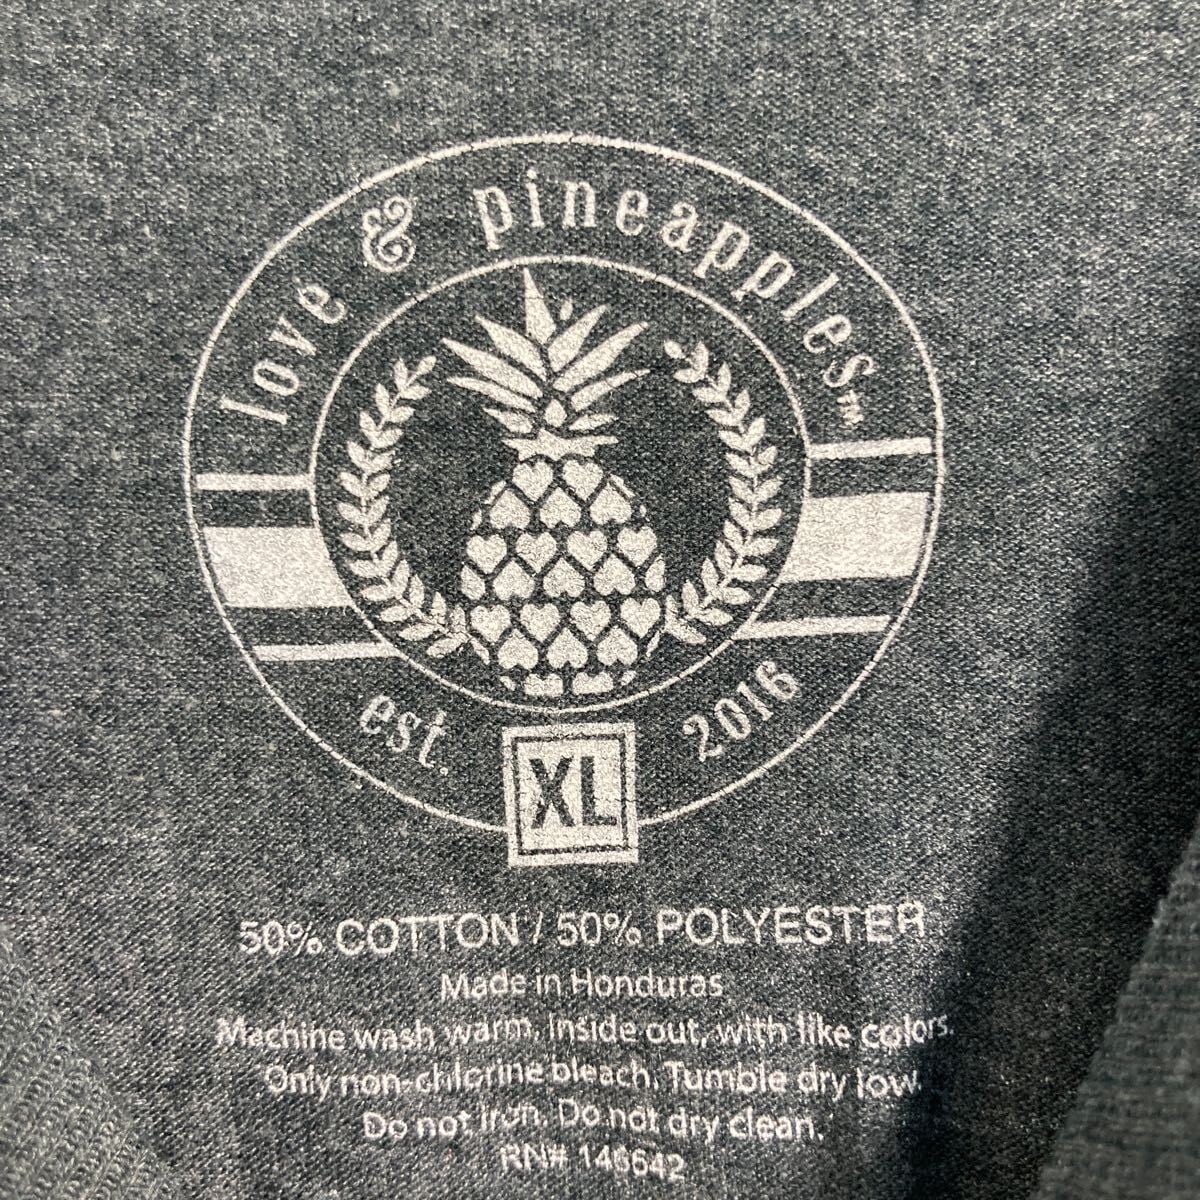 love & pineapples™
est. 2016
XL
50% COTTON / 50% POLYESTER
Made in Honduras
Machine wash warm, inside out, with like colors.
Only non-chlorine bleach. Tumble dry low.
Do not iron. Do not dry clean.
RN# 146642